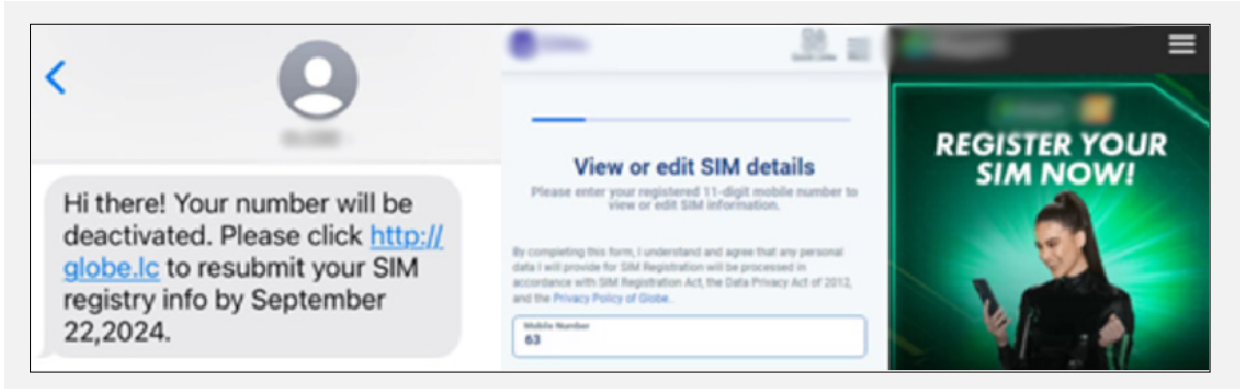 Hi there! Your number will be
deactivated. Please click http://
globe.lc to resubmit your SIM
registry info by September
22,2024.
View or edit SIM details
Please enter your registered 11-digit mobile number to
view or edit SIM information.
By completing this form, I understand and agree that any personal
data I will provide for SIM Registration will be processed in
accordance with SIM Registration Act, the Data Privacy Act of 2012,
and the Privacy Policy of Globe.
Mobile Number
63
REGISTER YOUR
SIM NOW!